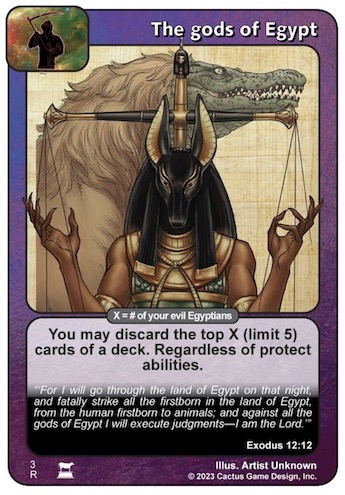 The gods of Egypt
X = # of your evil Egyptians
You may discard the top X (limit 5)
cards of a deck. Regardless of protect
abilities.
"'For I will go through the land of Egypt on that night,
and fatally strike all the firstborn in the land of Egypt,
from the human firstborn to animals; and against all the
gods of Egypt I will execute judgments—I am the Lord.'"
Exodus 12:12
3
R
Illus. Artist Unknown
© 2023 Cactus Game Design, Inc.